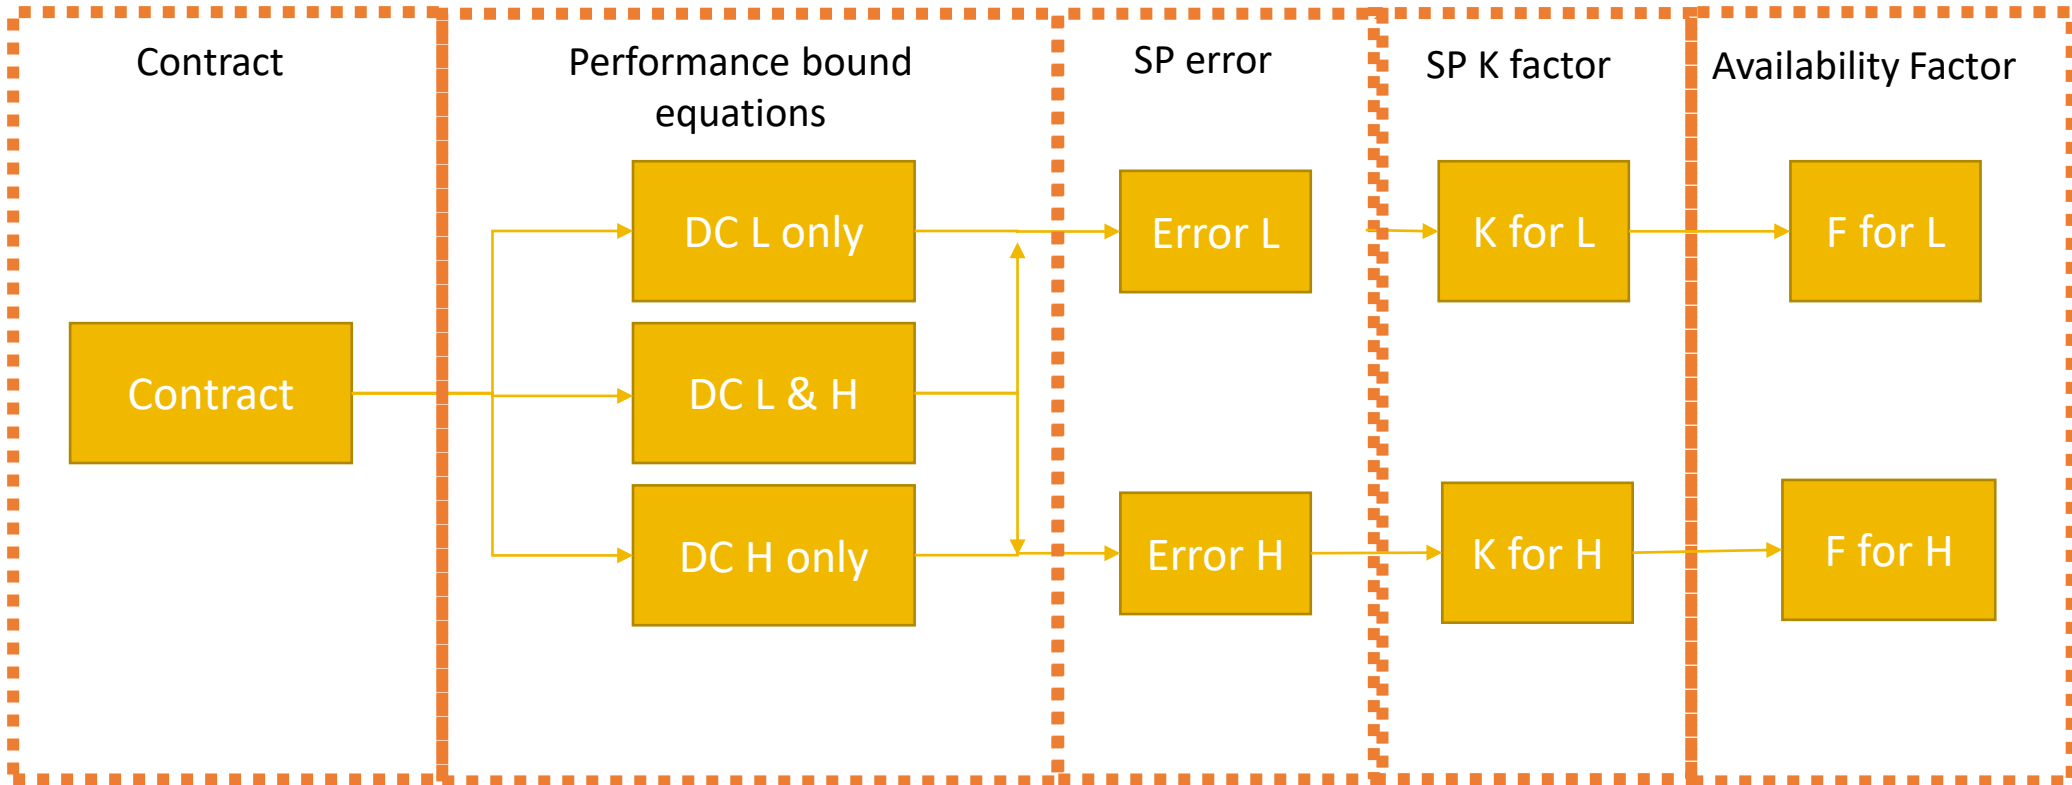 Contract
Performance bound
equations
SP error
SP K factor
Availability Factor
Contract
DC L only
DC L & H
DC H only
Error L
Error H
K for L
K for H
F for L
F for H